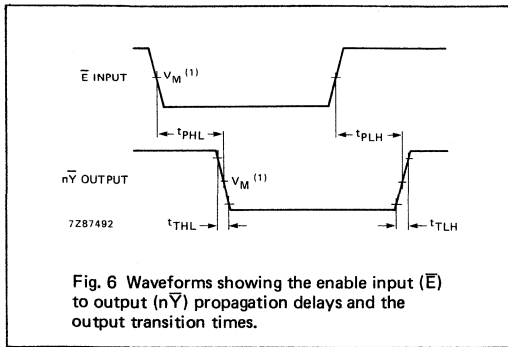 E̅ INPUT
V_M (1)
t_PHL
t_PLH
nY̅ OUTPUT
V_M (1)
7Z87492
t_THL
t_TLH
Fig. 6 Waveforms showing the enable input (E̅)
to output (nY̅) propagation delays and the
output transition times.